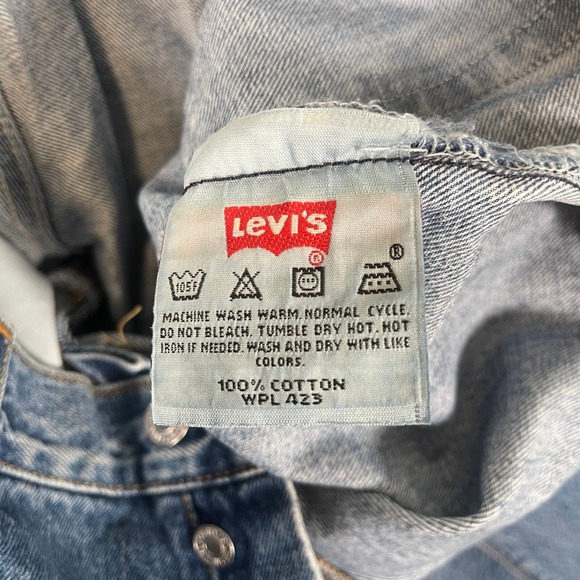 LEVI'S
®
®
105F
MACHINE WASH WARM. NORMAL CYCLE.
DO NOT BLEACH. TUMBLE DRY HOT. HOT
IRON IF NEEDED. WASH AND DRY WITH LIKE
COLORS.
100% COTTON
WPL 423